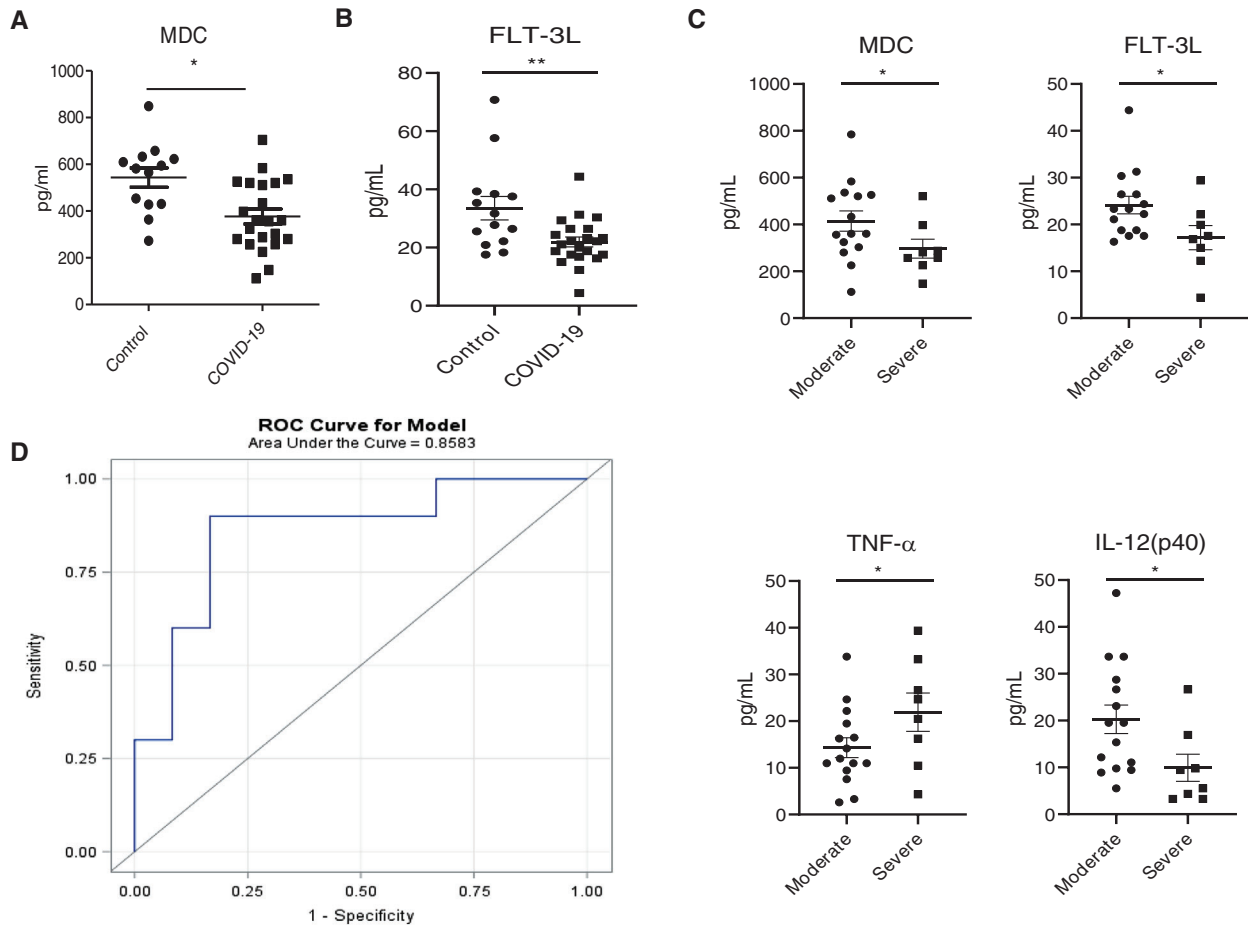 A
MDC
*
1000
800
600
400
200
0
pg/ml
Control
COVID-19
B
FLT-3L
**
80
60
40
20
0
pg/mL
Control
COVID-19
C
MDC
*
1000
800
600
400
200
0
pg/mL
Moderate
Severe
FLT-3L
*
50
40
30
20
10
0
pg/mL
Moderate
Severe
D
ROC Curve for Model
Area Under the Curve = 0.8583
1.00
0.75
0.50
0.25
0.00
Sensitivity
0.00 0.25 0.50 0.75 1.00
1 - Specificity
TNF-α
*
50
40
30
20
10
0
pg/mL
Moderate
Severe
IL-12(p40)
*
50
40
30
20
10
0
pg/mL
Moderate
Severe